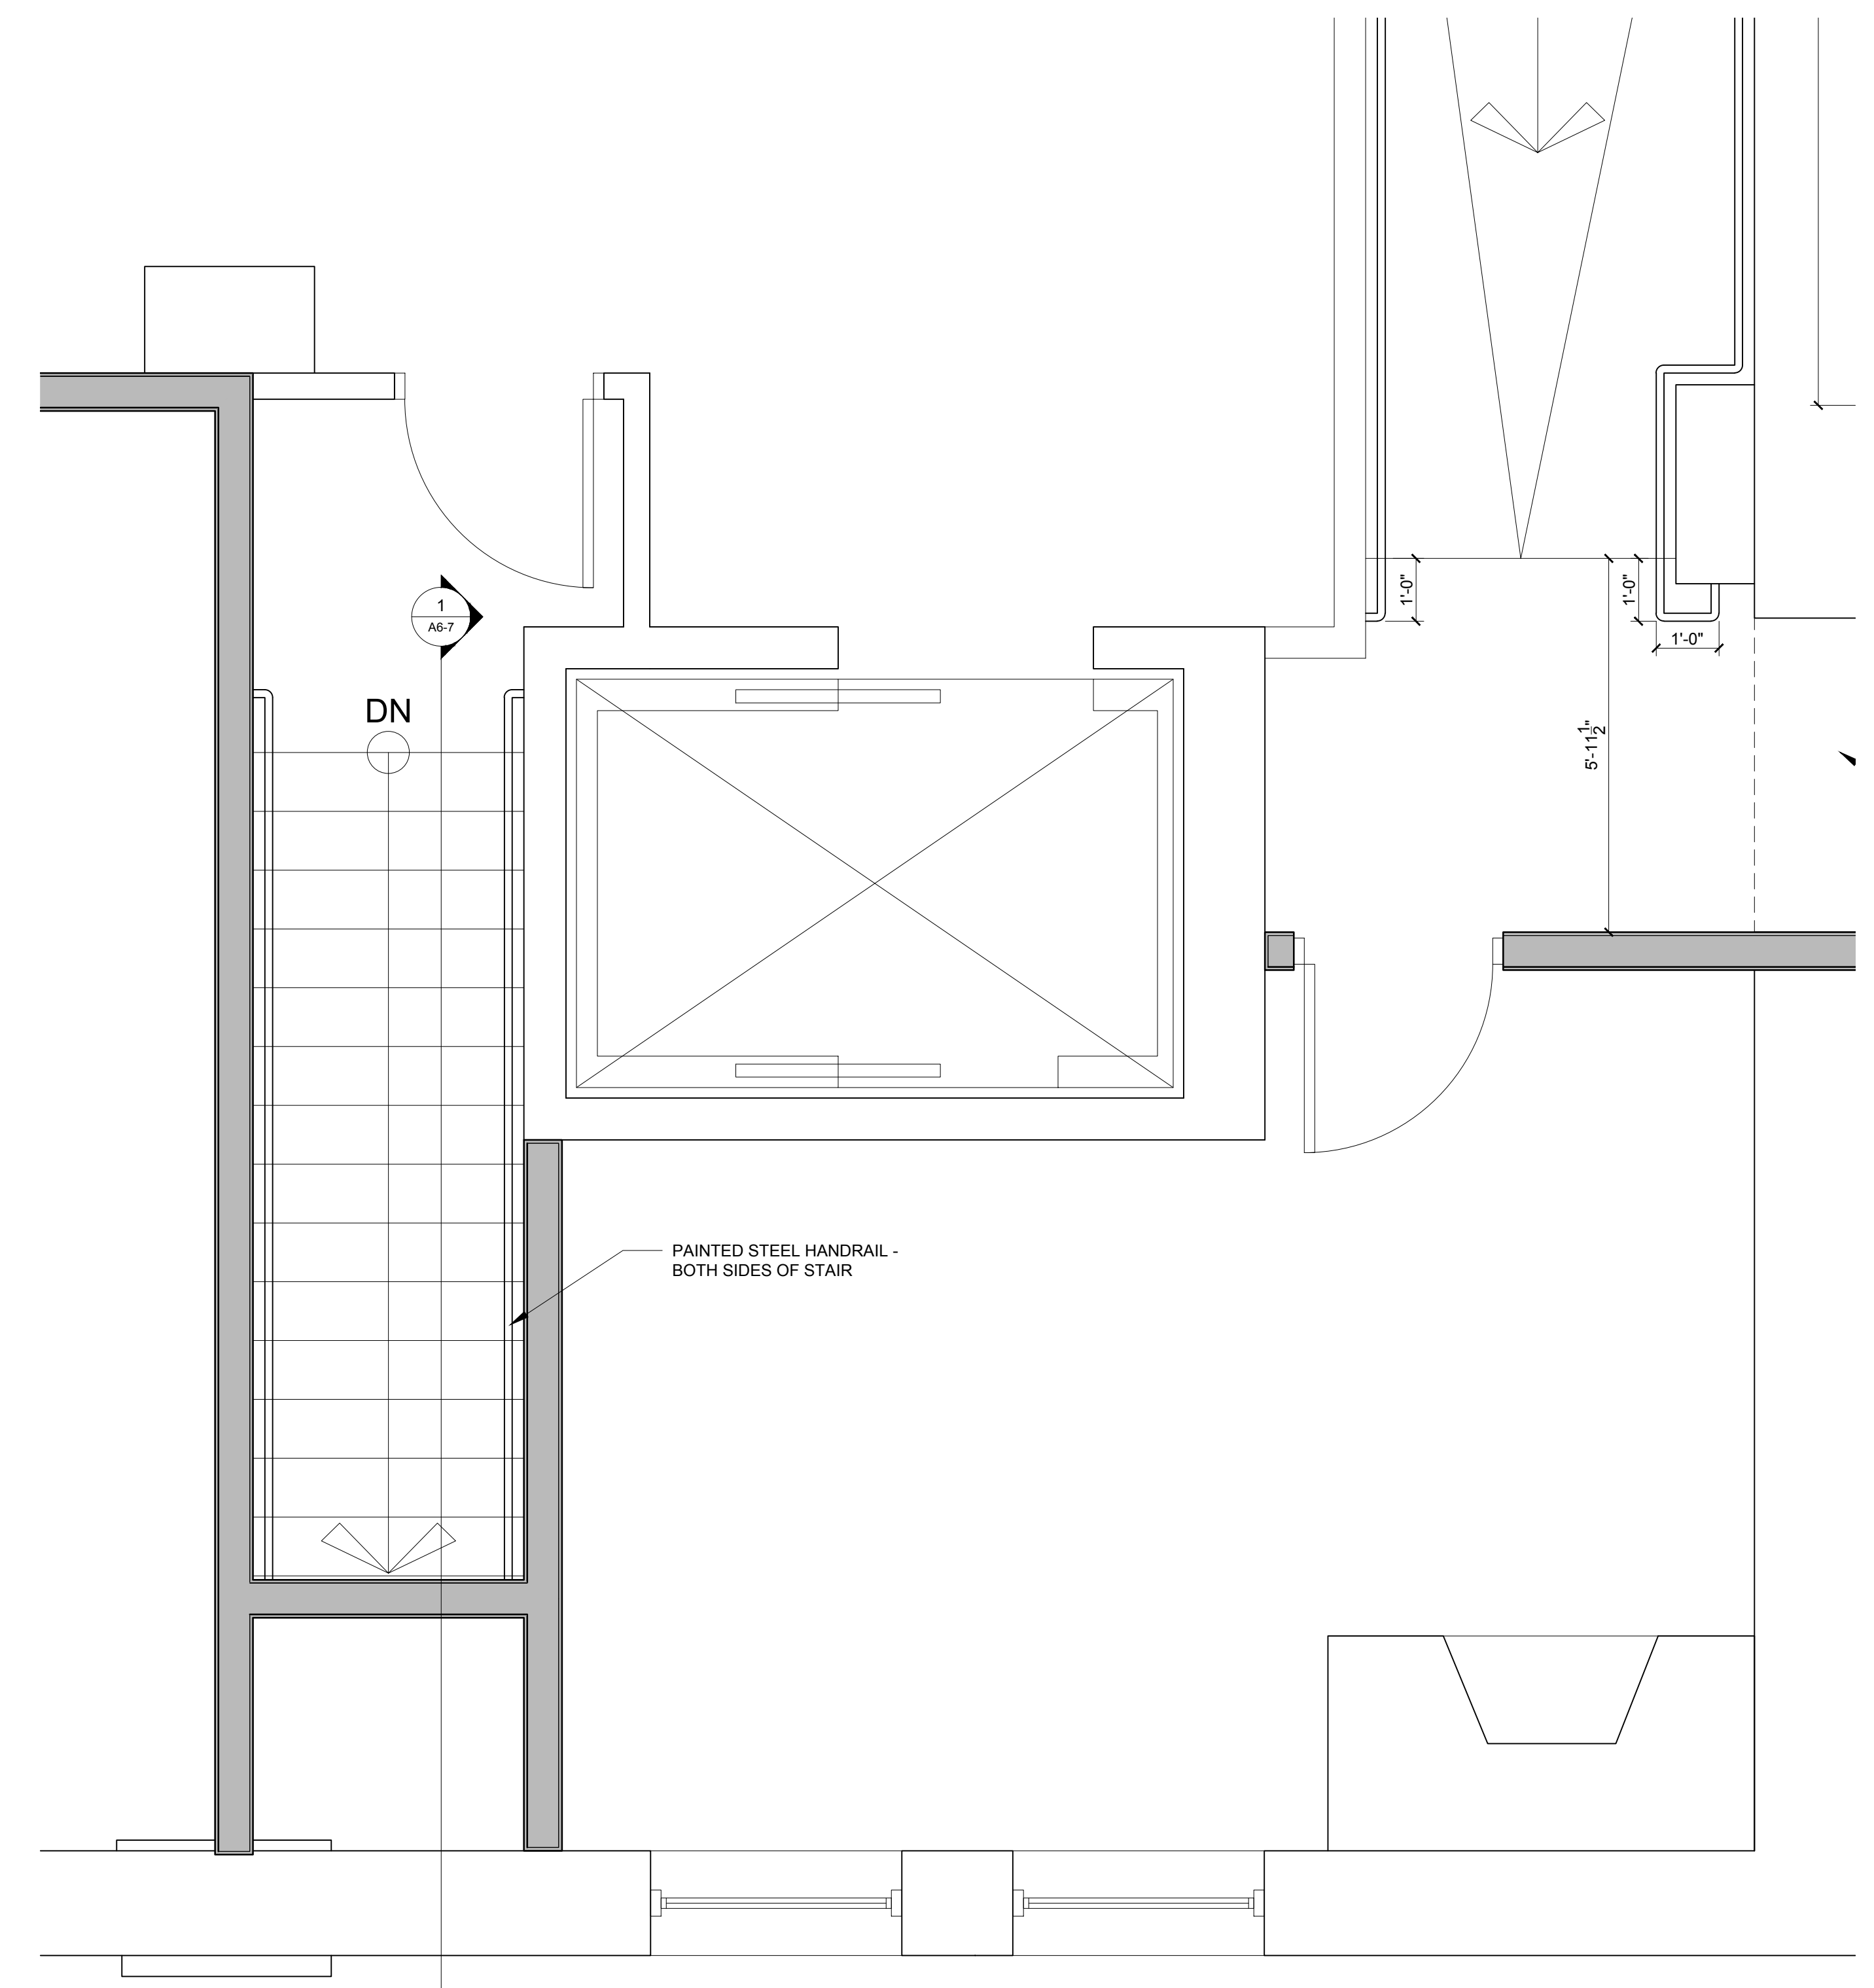 1
A6-7
DN
1'-0"
1'-0"
1'-0"
5'-11 1/2"
PAINTED STEEL HANDRAIL -
BOTH SIDES OF STAIR